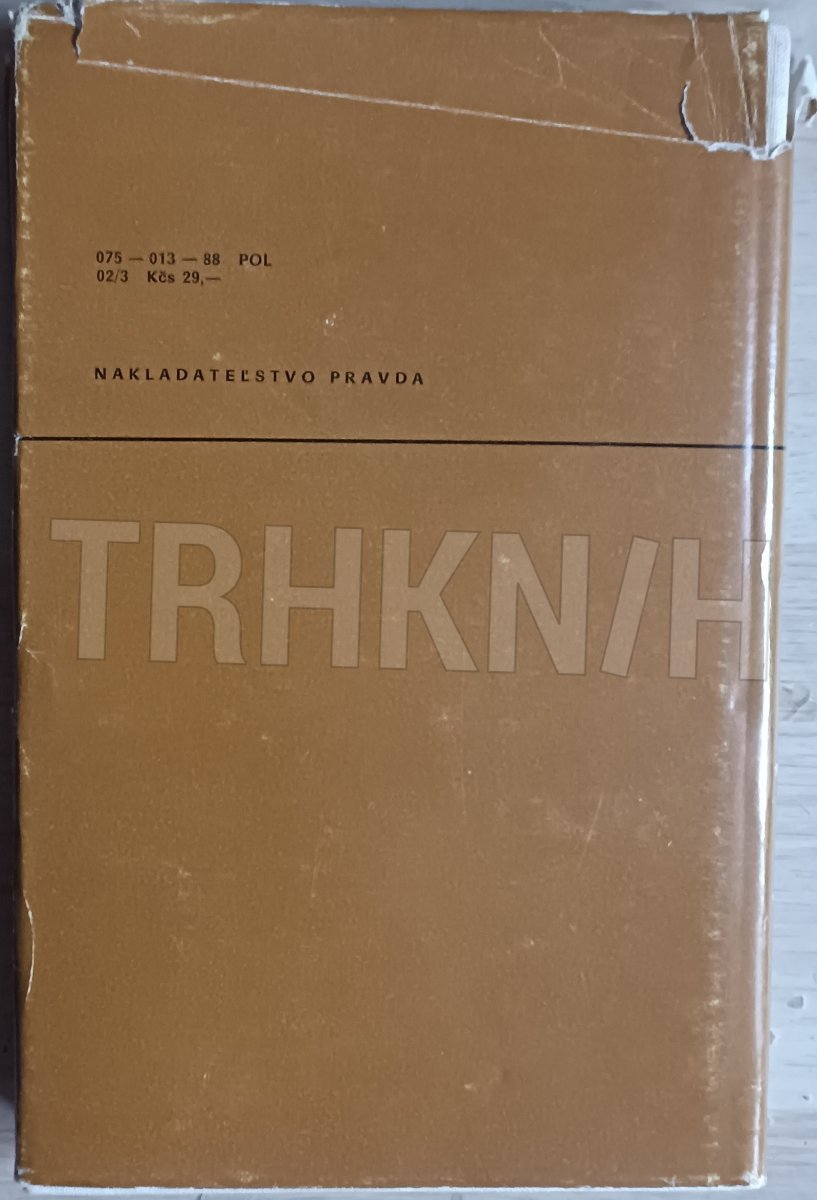 075 — 013 — 88 POL
02/3 Kčs 29,—
NAKLADATEĽSTVO PRAVDA
TRHKN/H